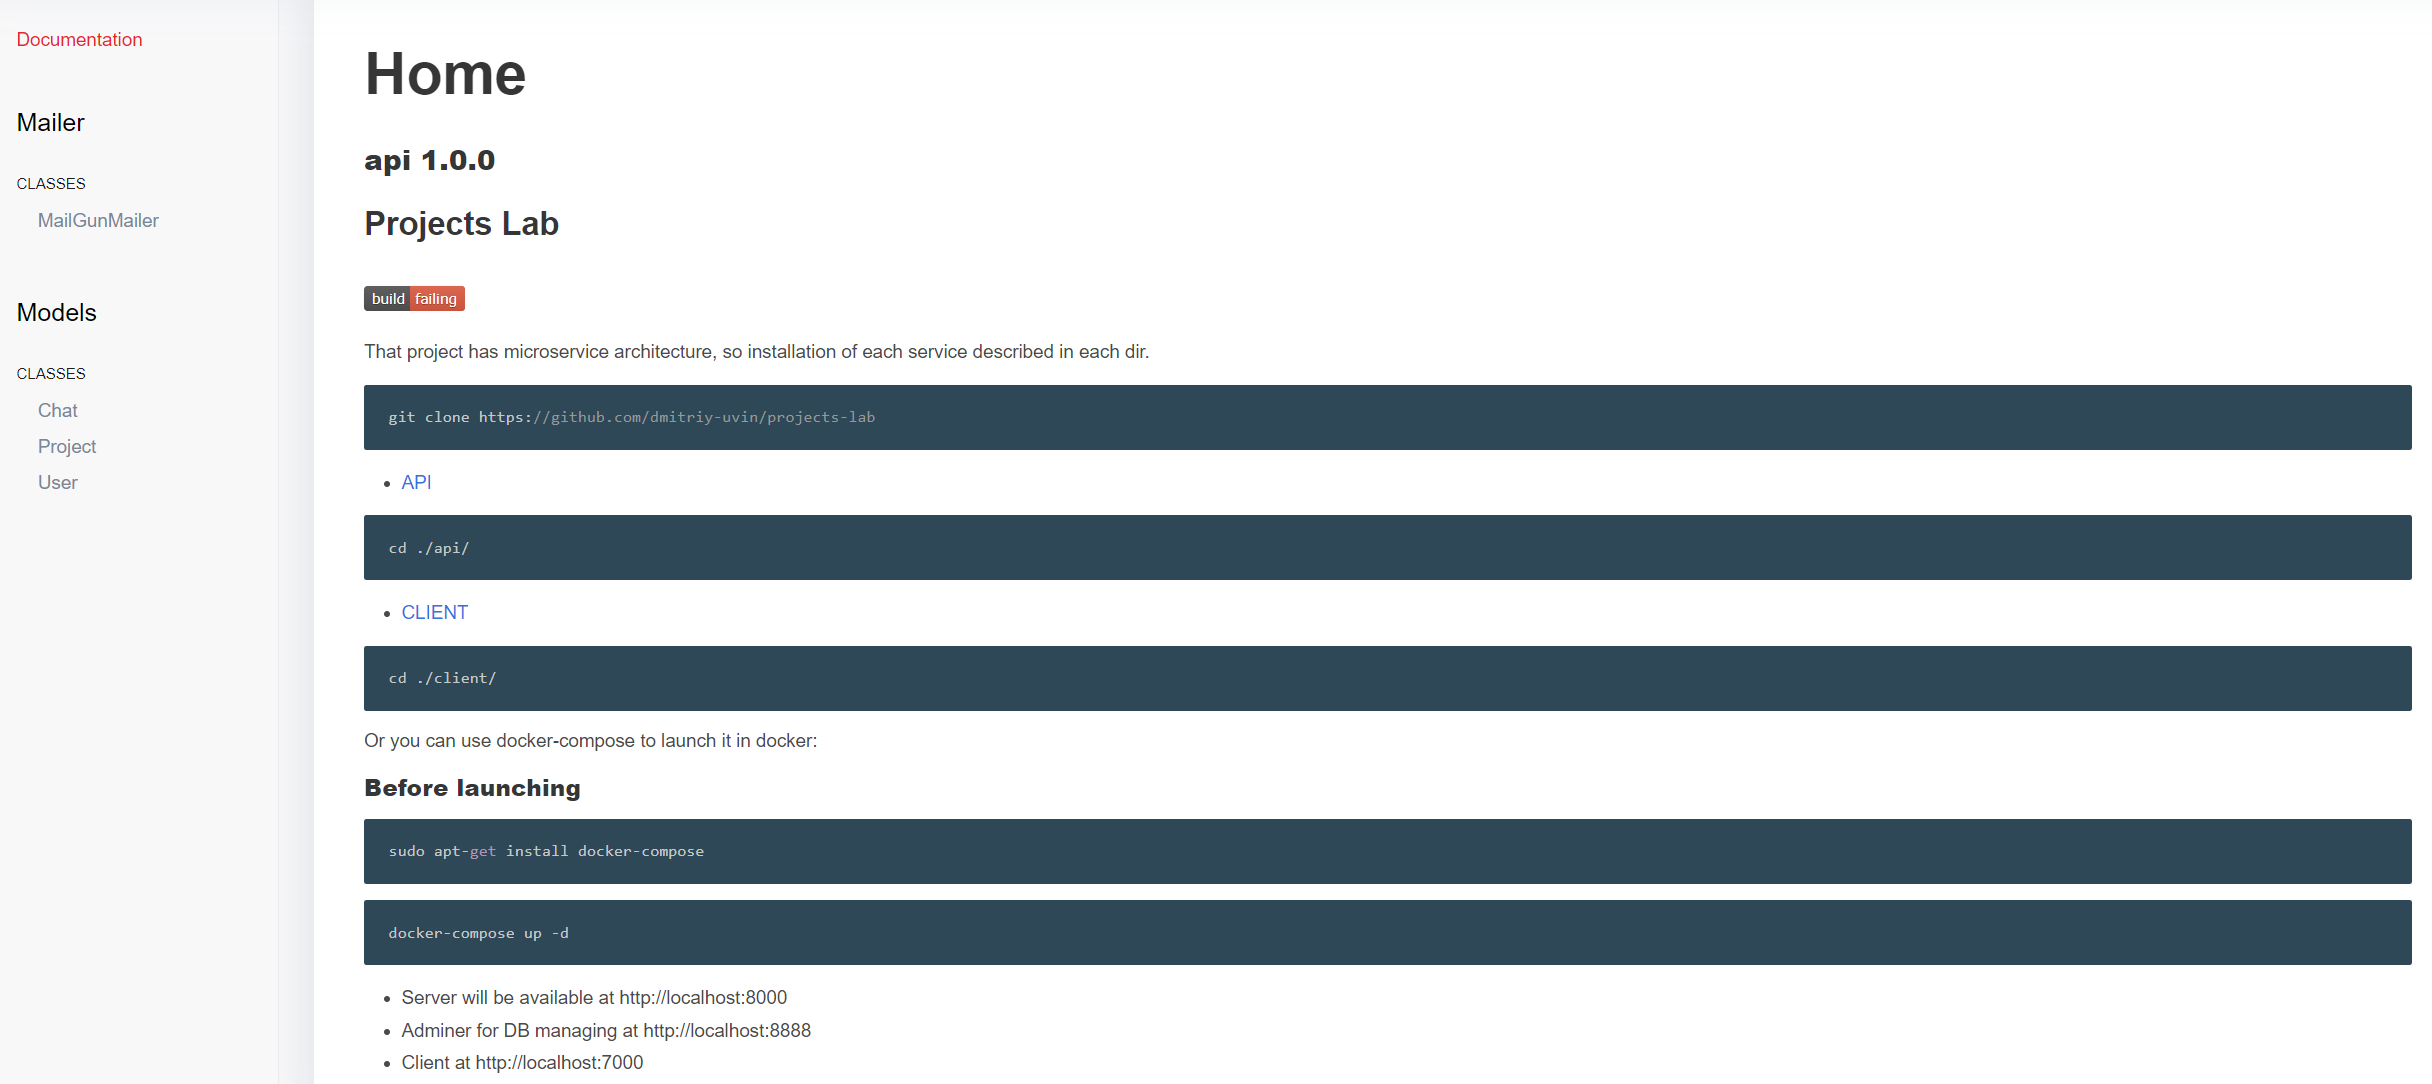 Documentation
Mailer
CLASSES
MailGunMailer
Models
CLASSES
Chat
Project
User
Home
api 1.0.0
Projects Lab
build failing
That project has microservice architecture, so installation of each service described in each dir.
git clone https://github.com/dmitriy-uvin/projects-lab
API
cd ./api/
CLIENT
cd ./client/
Or you can use docker-compose to launch it in docker:
Before launching
sudo apt-get install docker-compose
docker-compose up -d
Server will be available at http://localhost:8000
Adminer for DB managing at http://localhost:8888
Client at http://localhost:7000